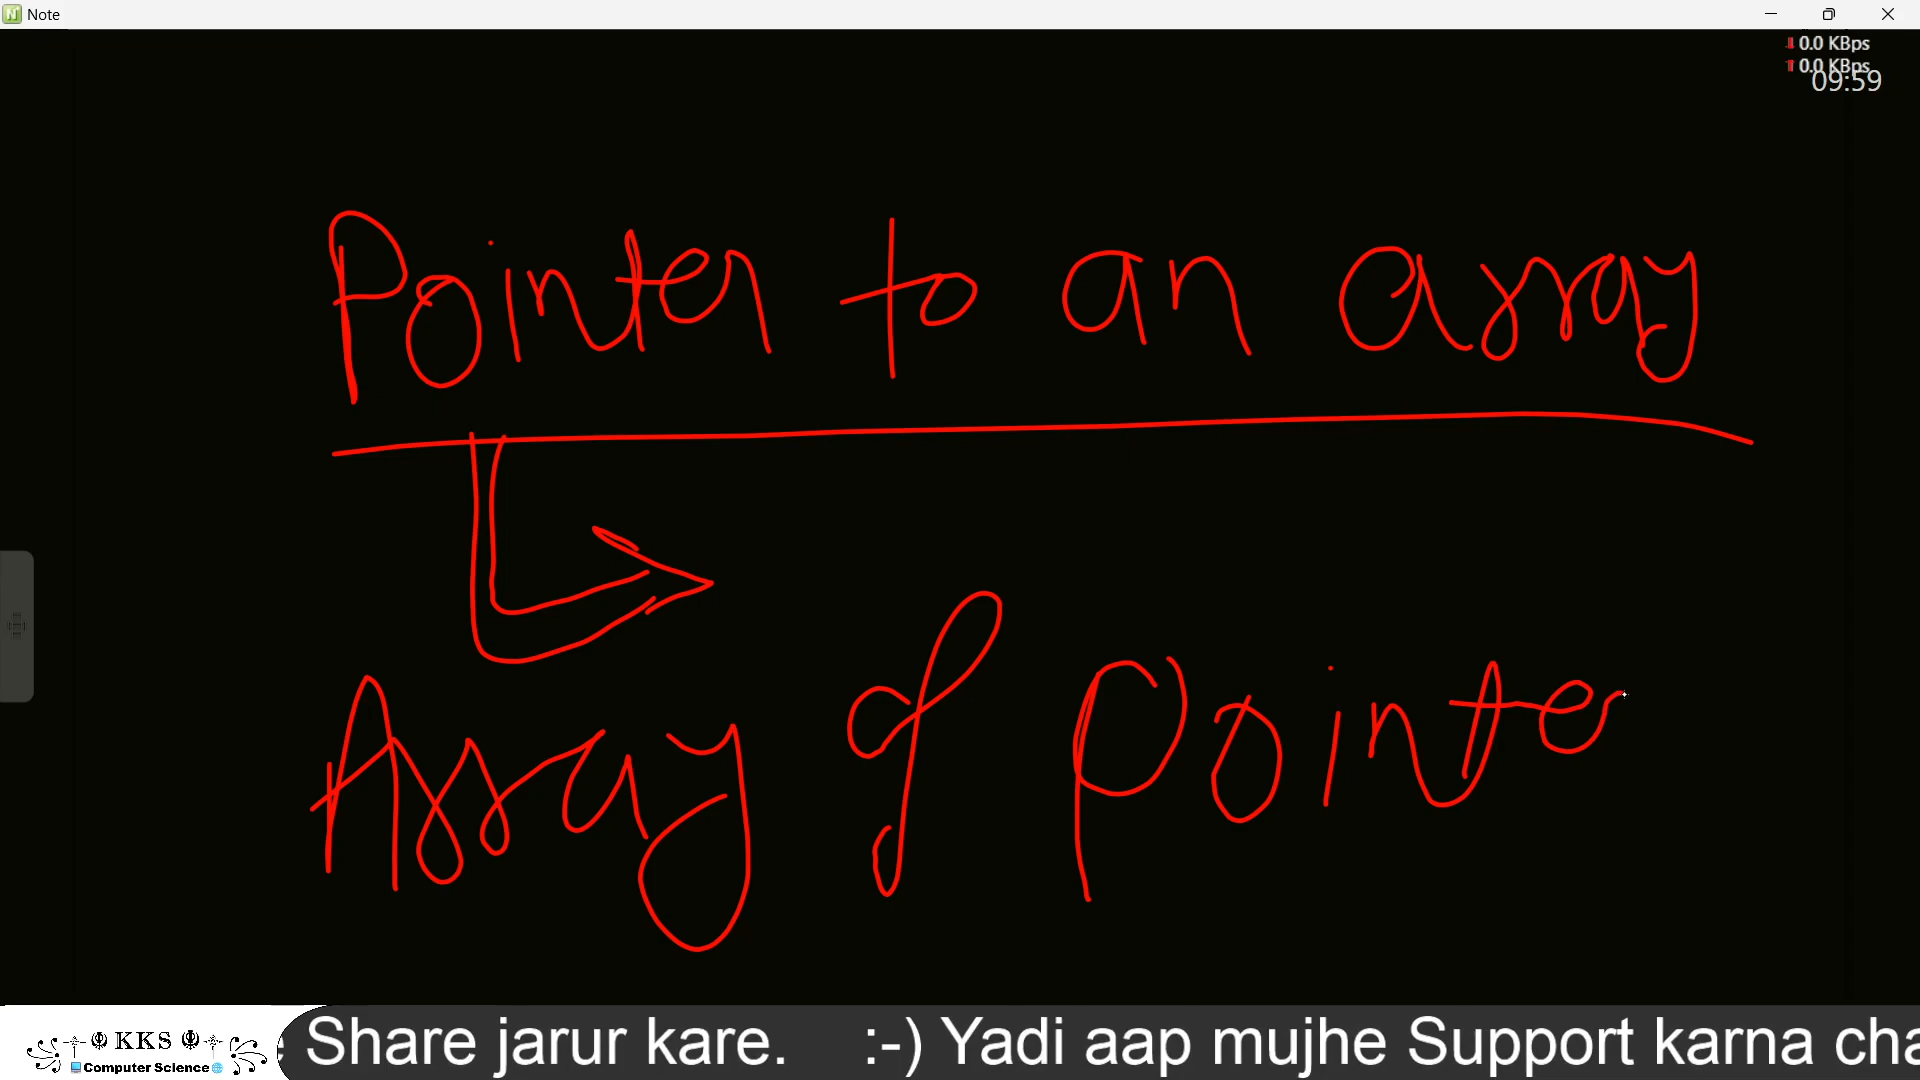 Note
0.0 KBps
0.0 KBps
09:59
Pointer to an array
Array of Pointer
KKS
Computer Science
Share jarur kare. :-) Yadi aap mujhe Support karna cha